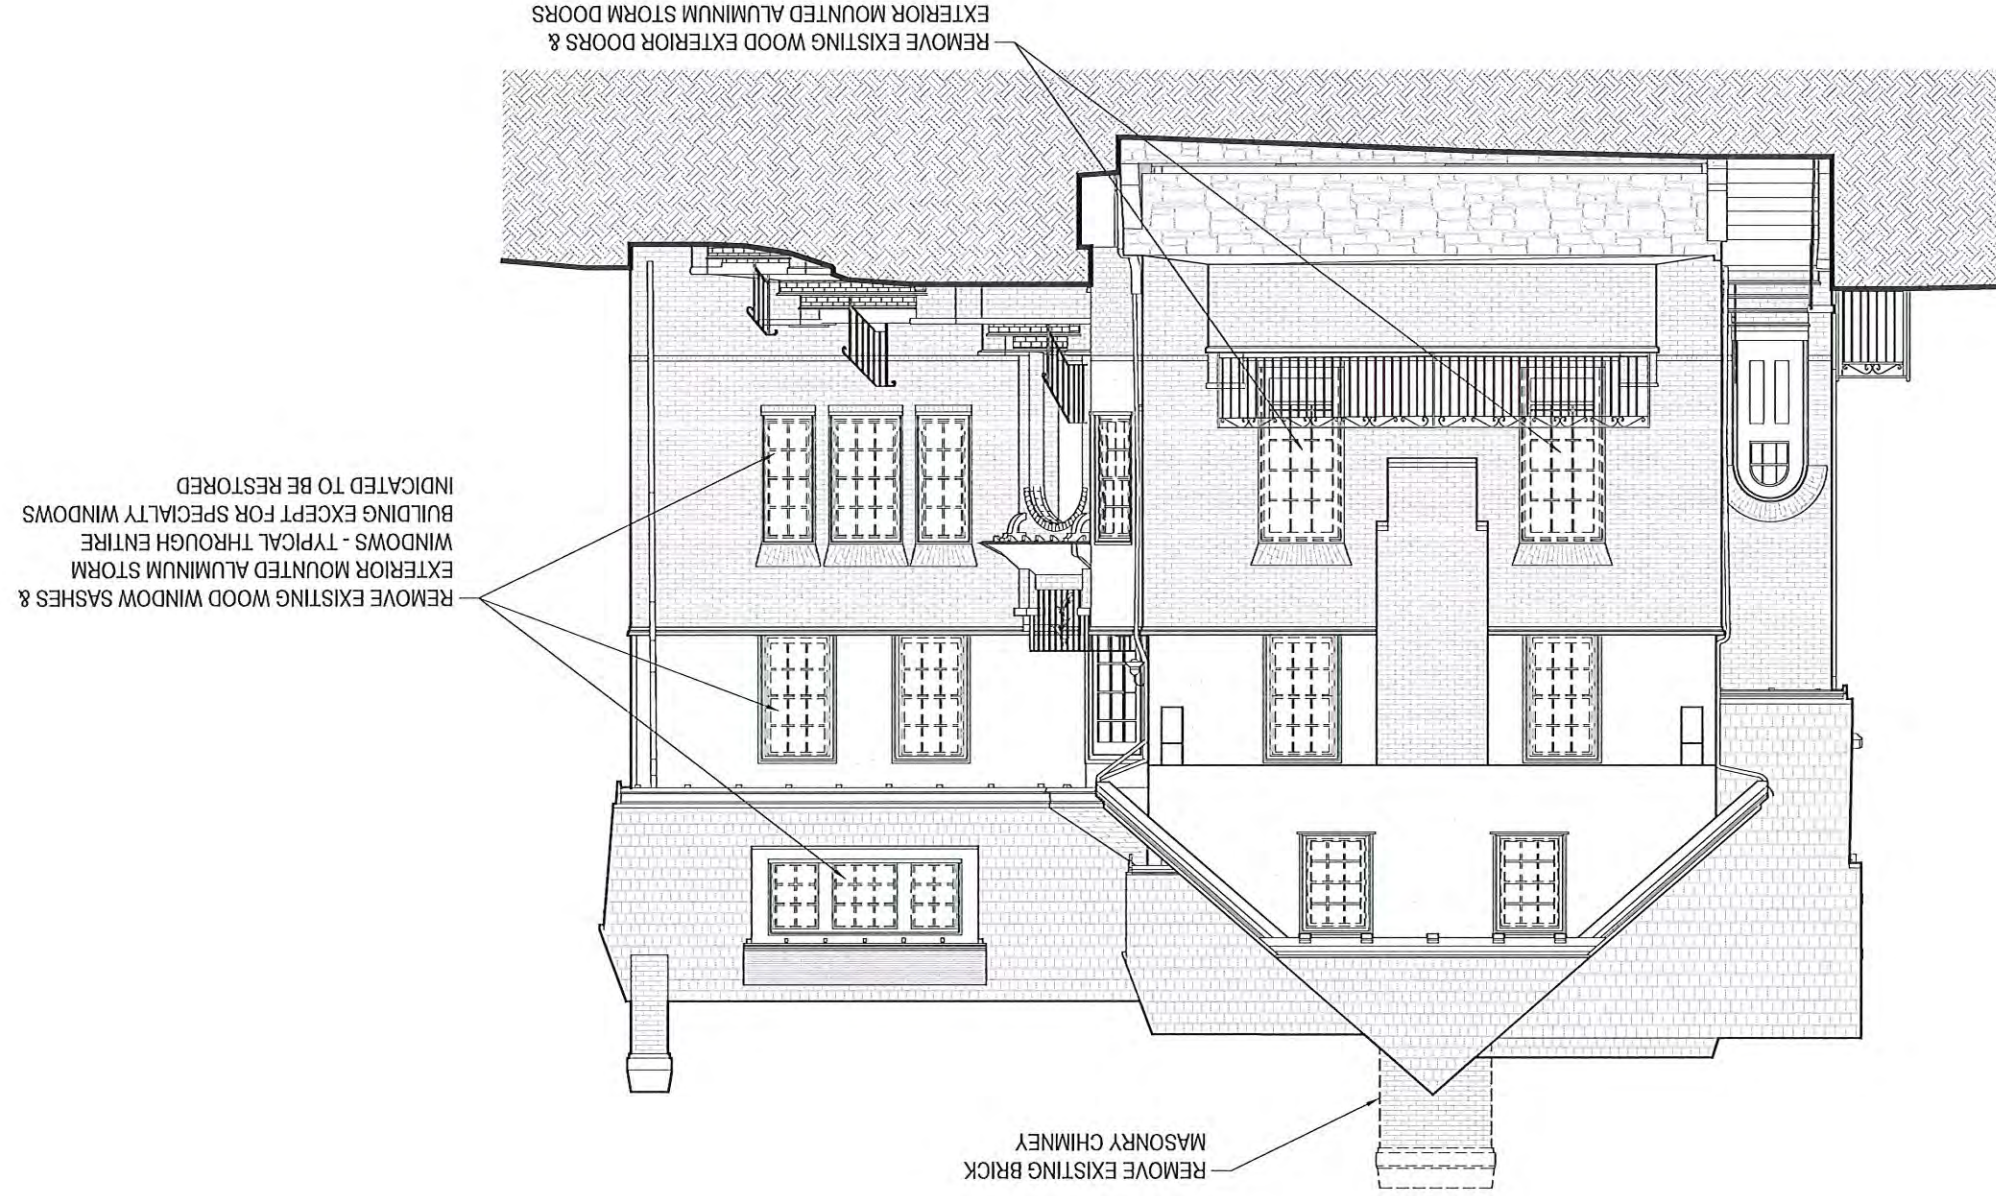 REMOVE EXISTING BRICK
MASONRY CHIMNEY
REMOVE EXISTING WOOD WINDOW SASHES &
EXTERIOR MOUNTED ALUMINUM STORM
WINDOWS - TYPICAL THROUGH ENTIRE
BUILDING EXCEPT FOR SPECIALTY WINDOWS
INDICATED TO BE RESTORED
REMOVE EXISTING WOOD EXTERIOR DOORS &
EXTERIOR MOUNTED ALUMINUM STORM DOORS